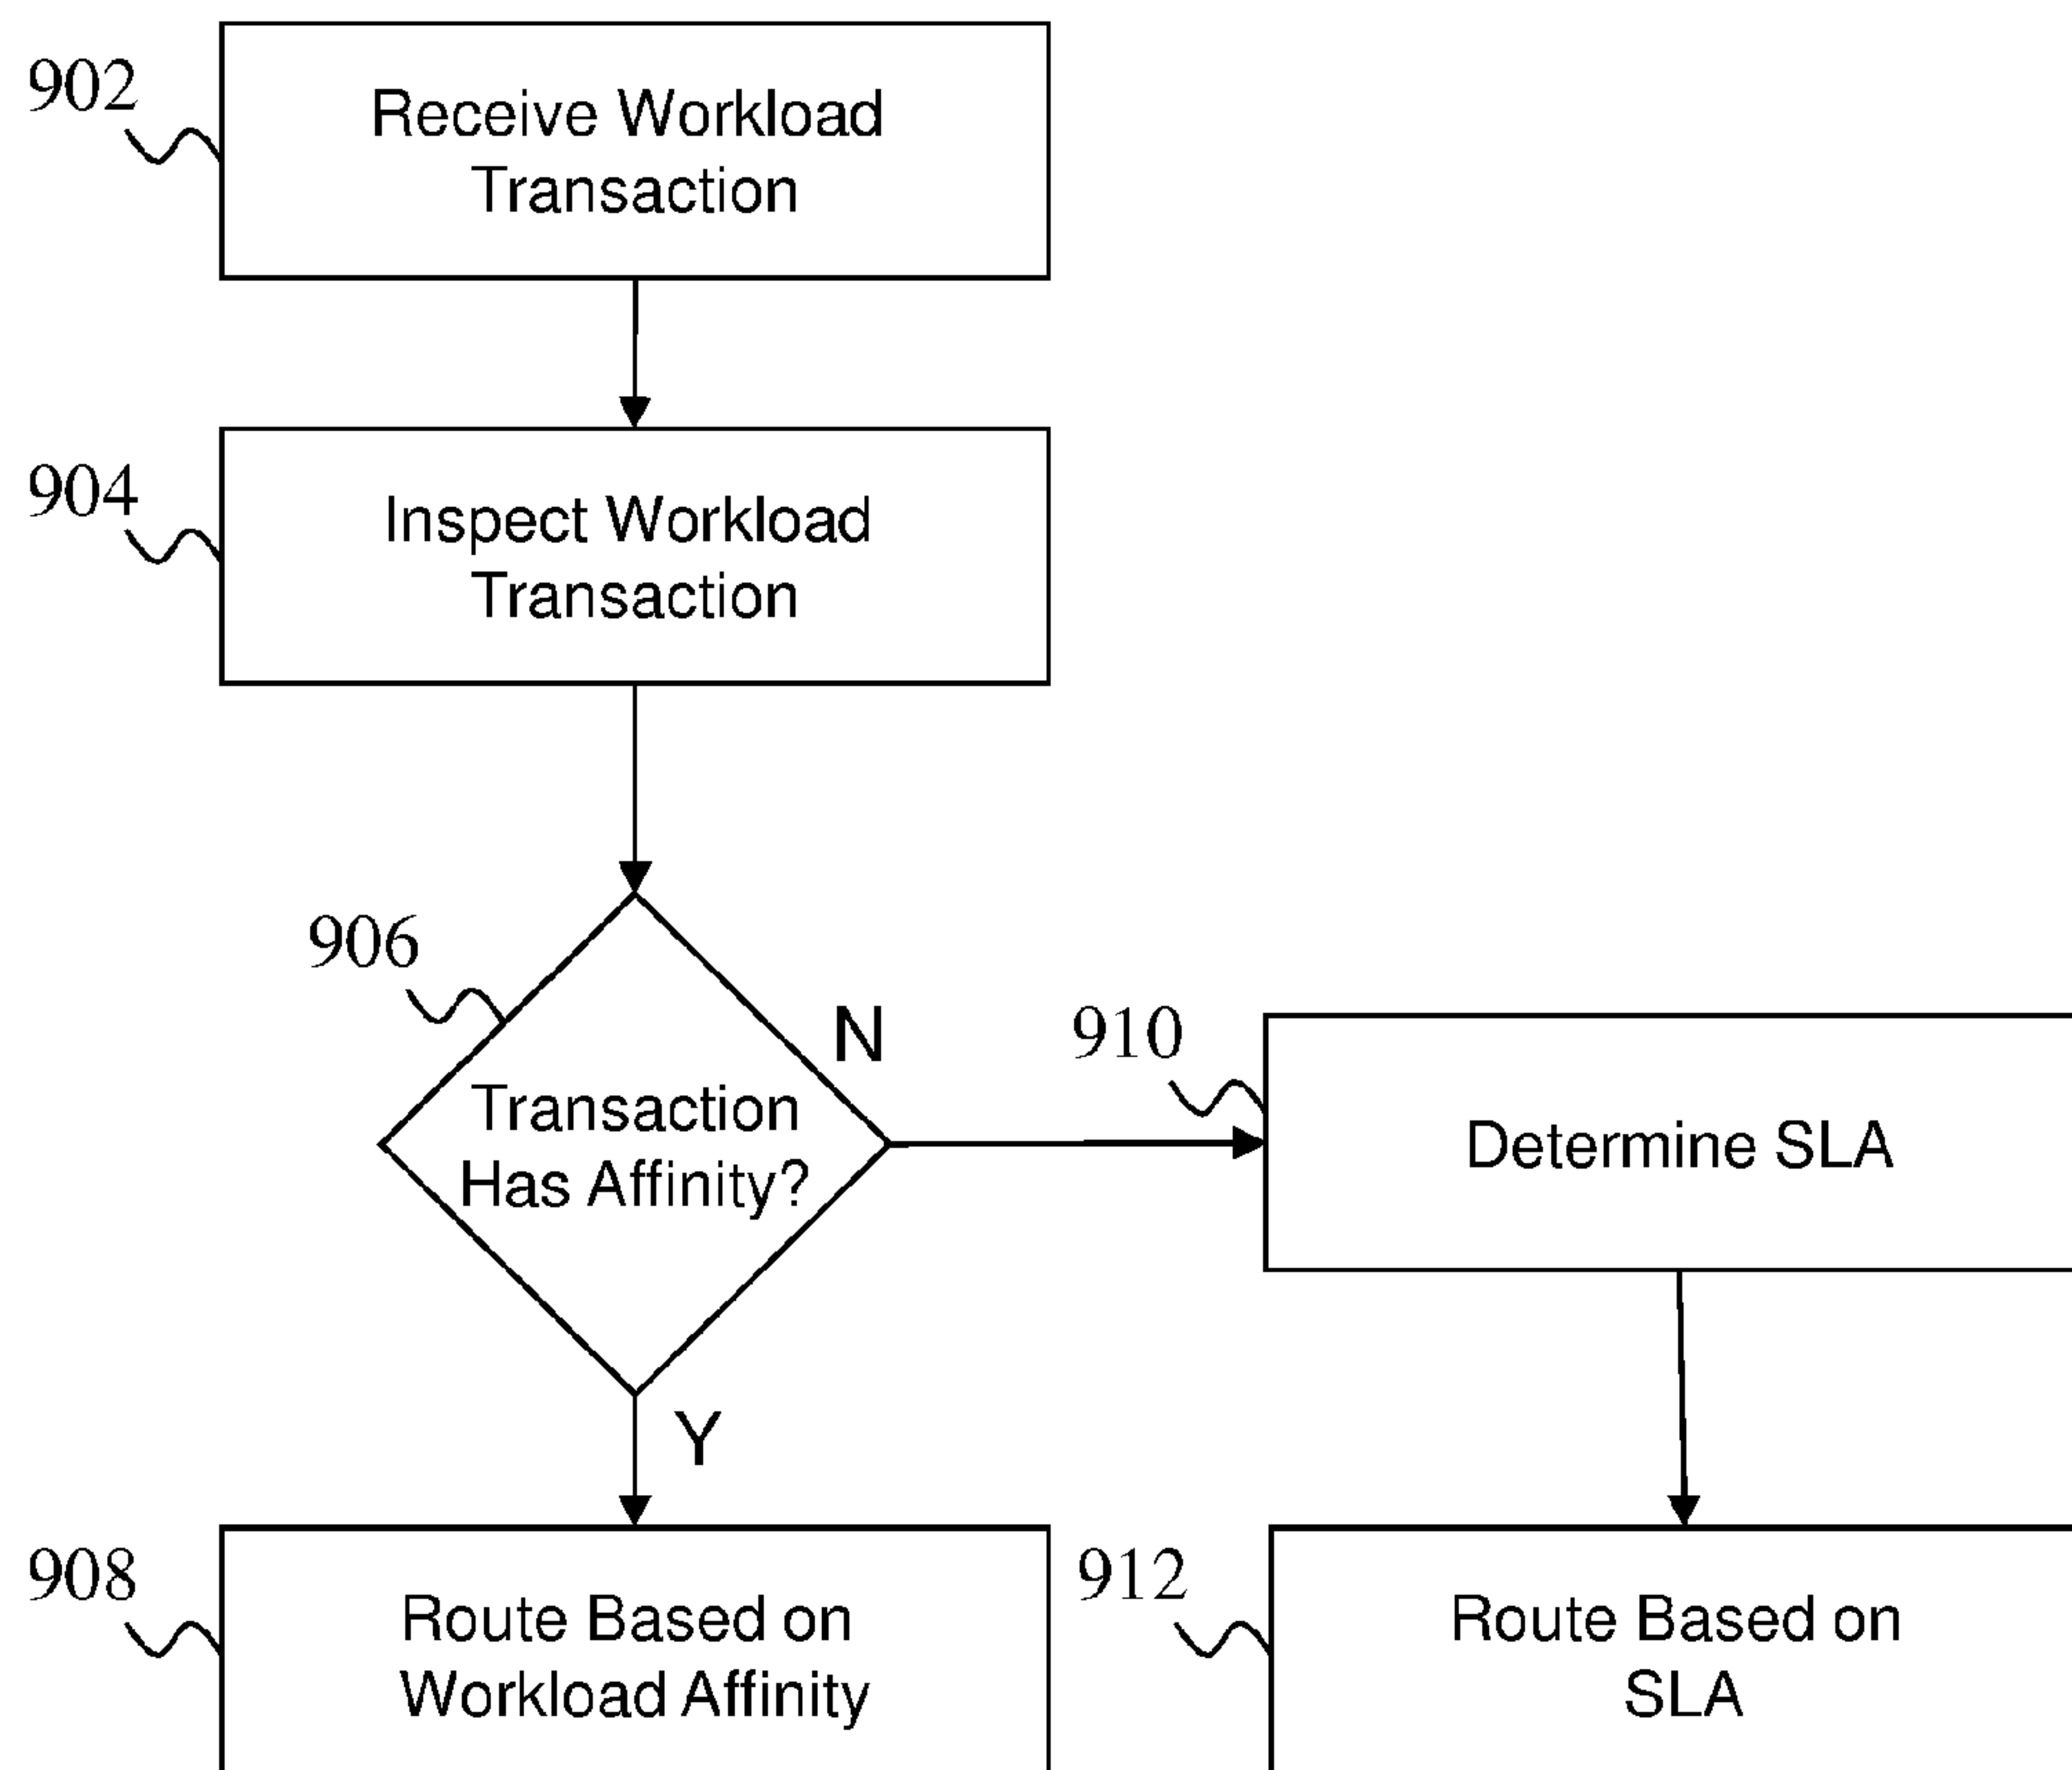 902
Receive Workload
Transaction
904
Inspect Workload
Transaction
906
Transaction
Has Affinity?
N
910
Determine SLA
Y
908
Route Based on
Workload Affinity
912
Route Based on
SLA